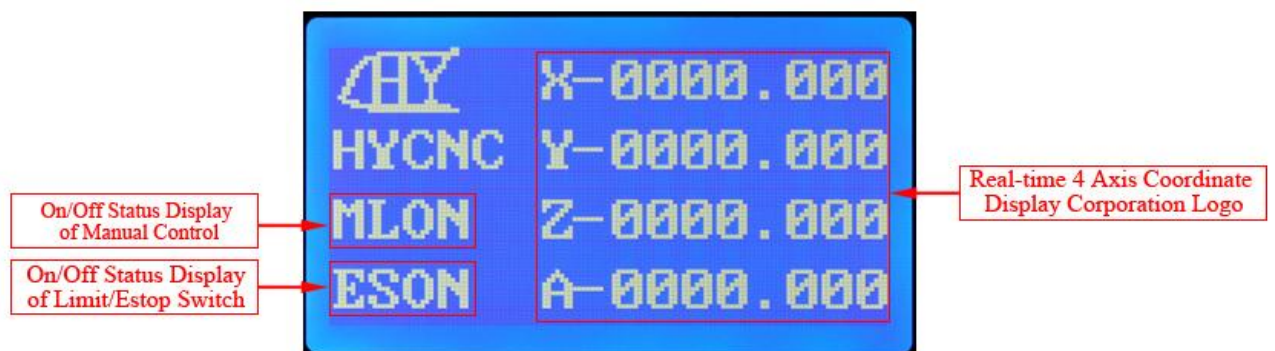 HY
HYCNC
MLON
ESON
X-0000.000
Y-0000.000
Z-0000.000
A-0000.000
On/Off Status Display
of Manual Control
On/Off Status Display
of Limit/Estop Switch
Real-time 4 Axis Coordinate
Display Corporation Logo